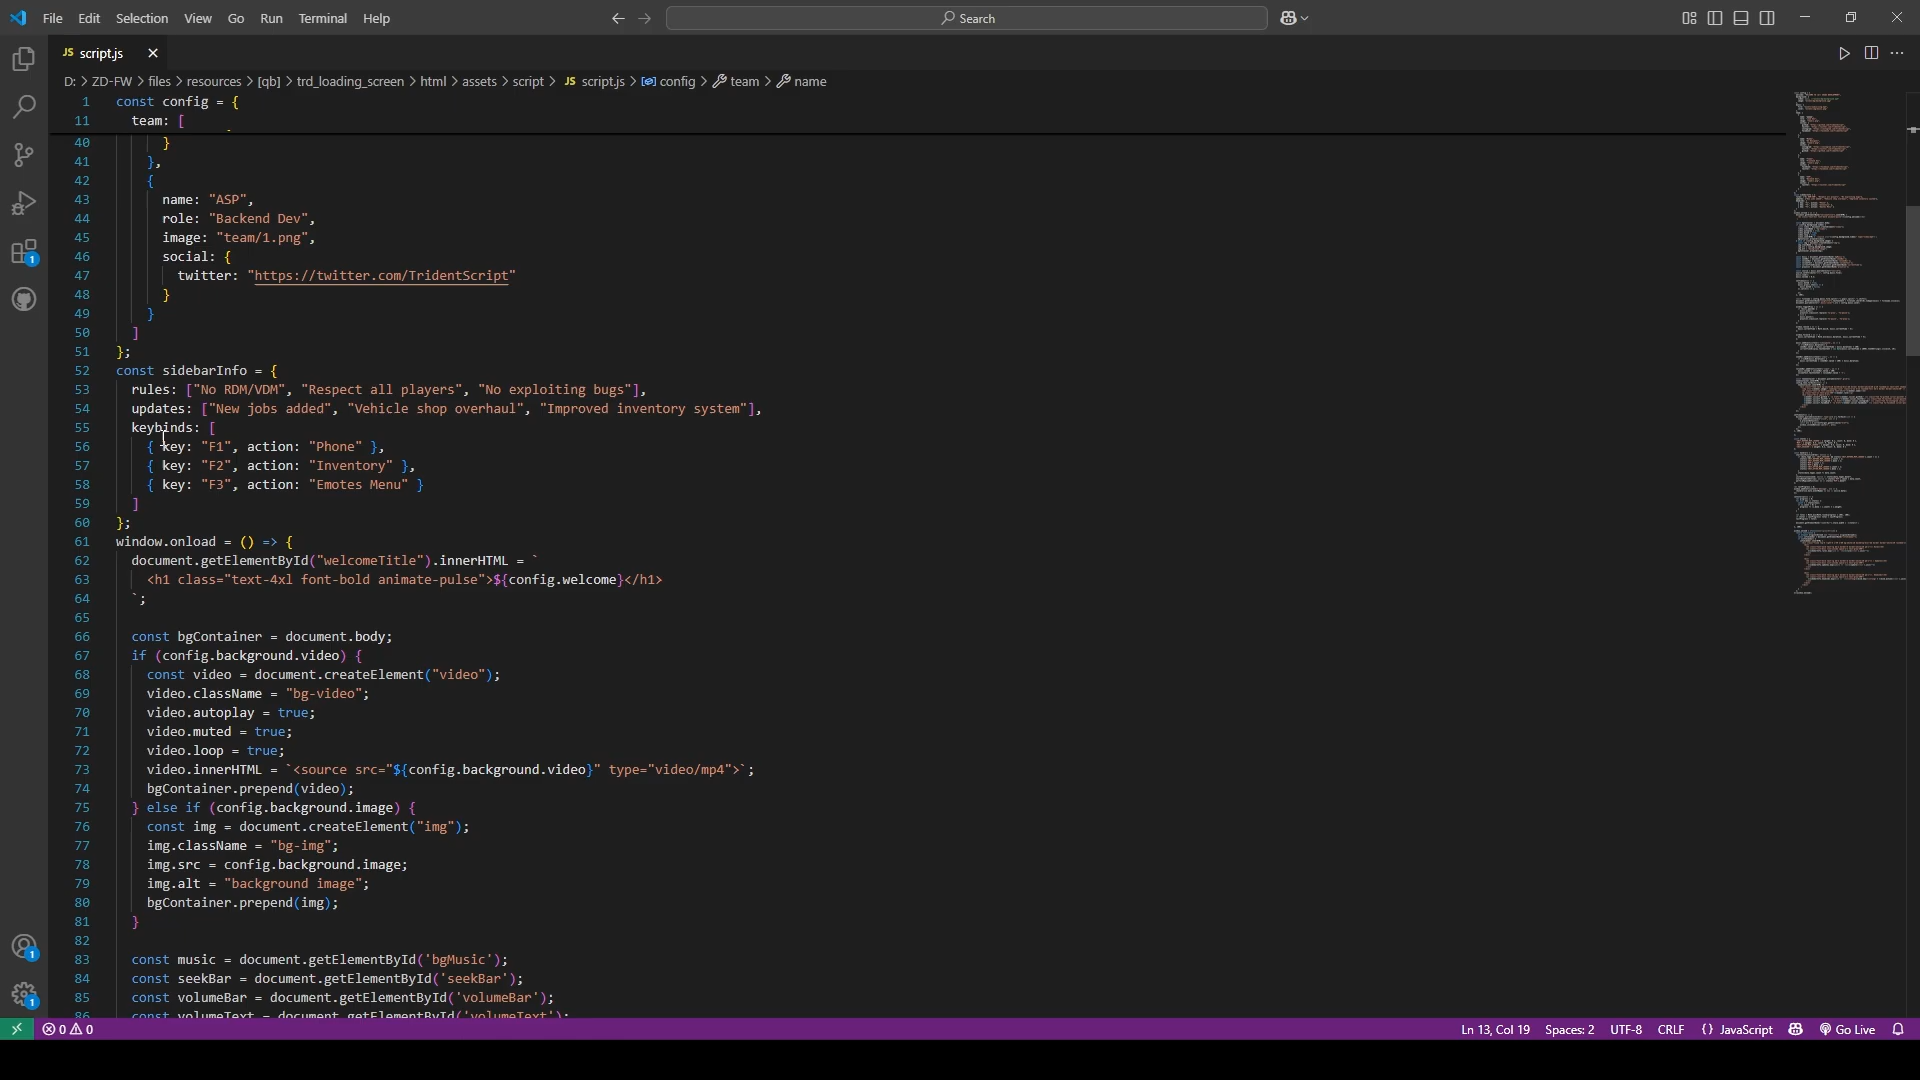 File Edit Selection View Go Run Terminal Help
Search
JS script.js
D: > ZD-FW > files > resources > [qb] > trd_loading_screen > html > assets > script > JS script.js > config > team > name
1 const config = {
11 team: [
40 }
41 },
42 {
43 name: "ASP",
44 role: "Backend Dev",
45 image: "team/1.png",
46 social: {
47 twitter: "https://twitter.com/TridentScript"
48 }
49 }
50 ]
51 };
52 const sidebarInfo = {
53 rules: ["No RDM/VDM", "Respect all players", "No exploiting bugs"],
54 updates: ["New jobs added", "Vehicle shop overhaul", "Improved inventory system"],
55 keybinds: [
56 { key: "F1", action: "Phone" },
57 { key: "F2", action: "Inventory" },
58 { key: "F3", action: "Emotes Menu" }
59 ]
60 };
61 window.onload = () => {
62 document.getElementById("welcomeTitle").innerHTML = `
63 <h1 class="text-4xl font-bold animate-pulse">${config.welcome}</h1>
64 `;
65
66 const bgContainer = document.body;
67 if (config.background.video) {
68 const video = document.createElement("video");
69 video.className = "bg-video";
70 video.autoplay = true;
71 video.muted = true;
72 video.loop = true;
73 video.innerHTML = `<source src="${config.background.video}" type="video/mp4">`;
74 bgContainer.prepend(video);
75 } else if (config.background.image) {
76 const img = document.createElement("img");
77 img.className = "bg-img";
78 img.src = config.background.image;
79 img.alt = "background image";
80 bgContainer.prepend(img);
81 }
82
83 const music = document.getElementById('bgMusic');
84 const seekBar = document.getElementById('seekBar');
85 const volumeBar = document.getElementById('volumeBar');
86 const volumeText = document.getElementById('volumeText');
1
1
1
0 0 Ln 13, Col 19 Spaces: 2 UTF-8 CRLF {} JavaScript Go Live